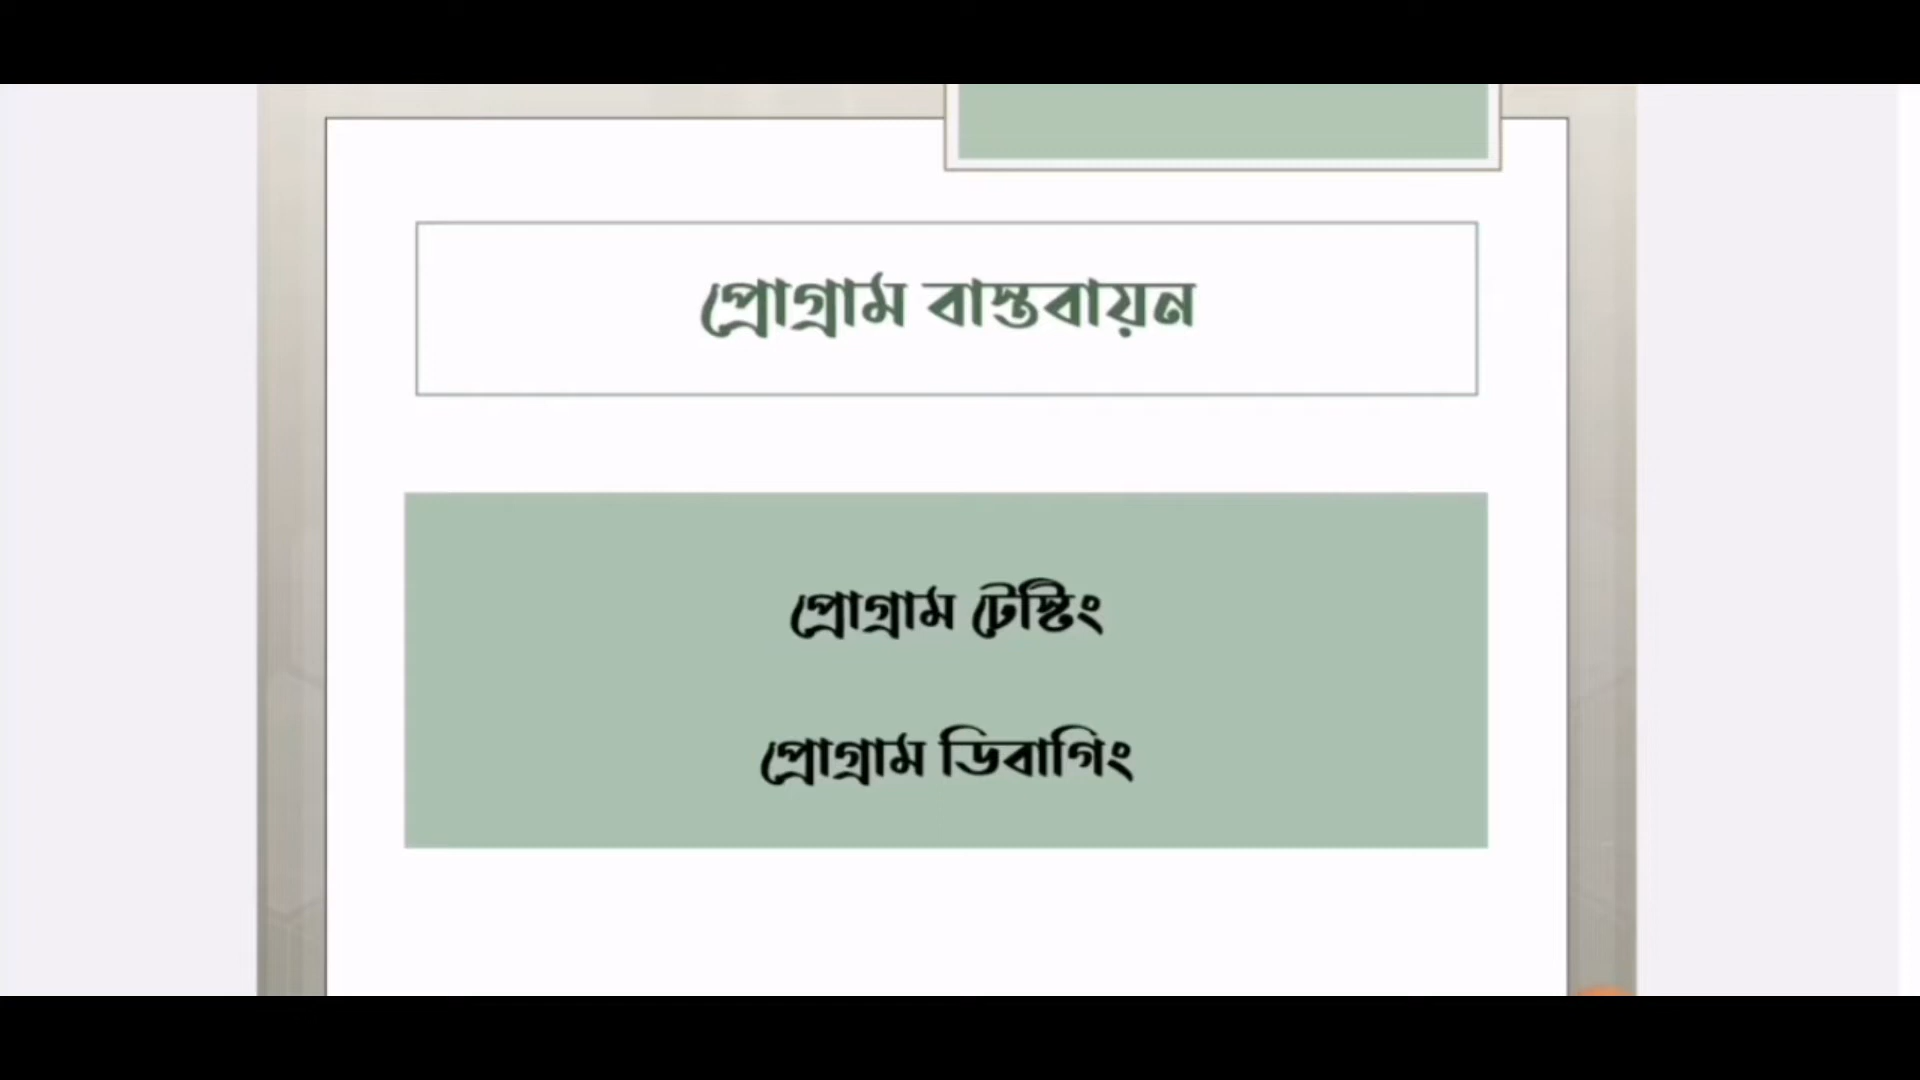 প্রোগ্রাম বাস্তবায়ন
প্রোগ্রাম টেস্টিং
প্রোগ্রাম ডিবাগিং